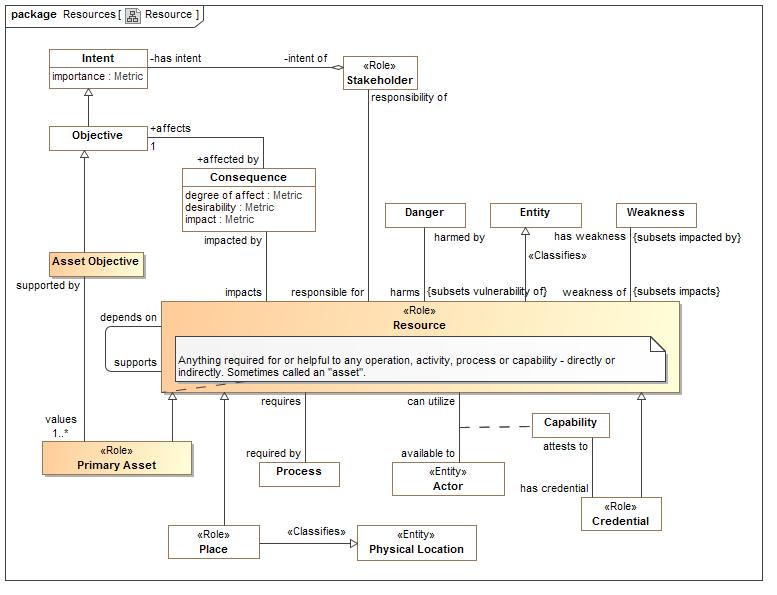 package Resources [ Resource ]
Intent
importance : Metric
-has intent
-intent of
«Role»
Stakeholder
responsibility of
Objective
+affects
1
+affected by
Consequence
degree of affect : Metric
desirability : Metric
impact : Metric
impacted by
Danger
harmed by
Entity
«Classifies»
Weakness
has weakness
{subsets impacted by}
Asset Objective
supported by
impacts
responsible for
harms
{subsets vulnerability of}
weakness of
{subsets impacts}
depends on
supports
«Role»
Resource
Anything required for or helpful to any operation, activity, process or capability - directly or
indirectly. Sometimes called an "asset".
values
1..*
«Role»
Primary Asset
requires
required by
Process
can utilize
available to
«Entity»
Actor
Capability
attests to
has credential
«Role»
Credential
«Role»
Place
«Classifies»
«Entity»
Physical Location